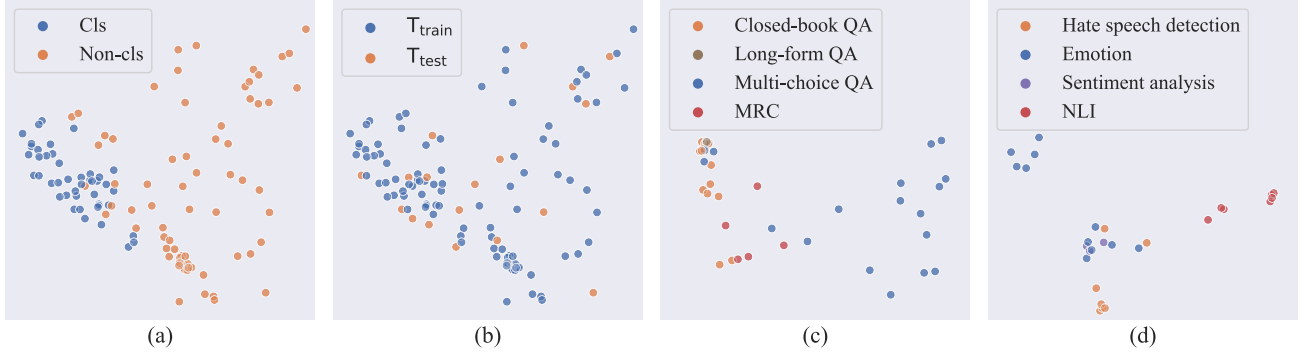 Cls
Non-cls
(a)
T_train
T_test
(b)
Closed-book QA
Long-form QA
Multi-choice QA
MRC
(c)
Hate speech detection
Emotion
Sentiment analysis
NLI
(d)